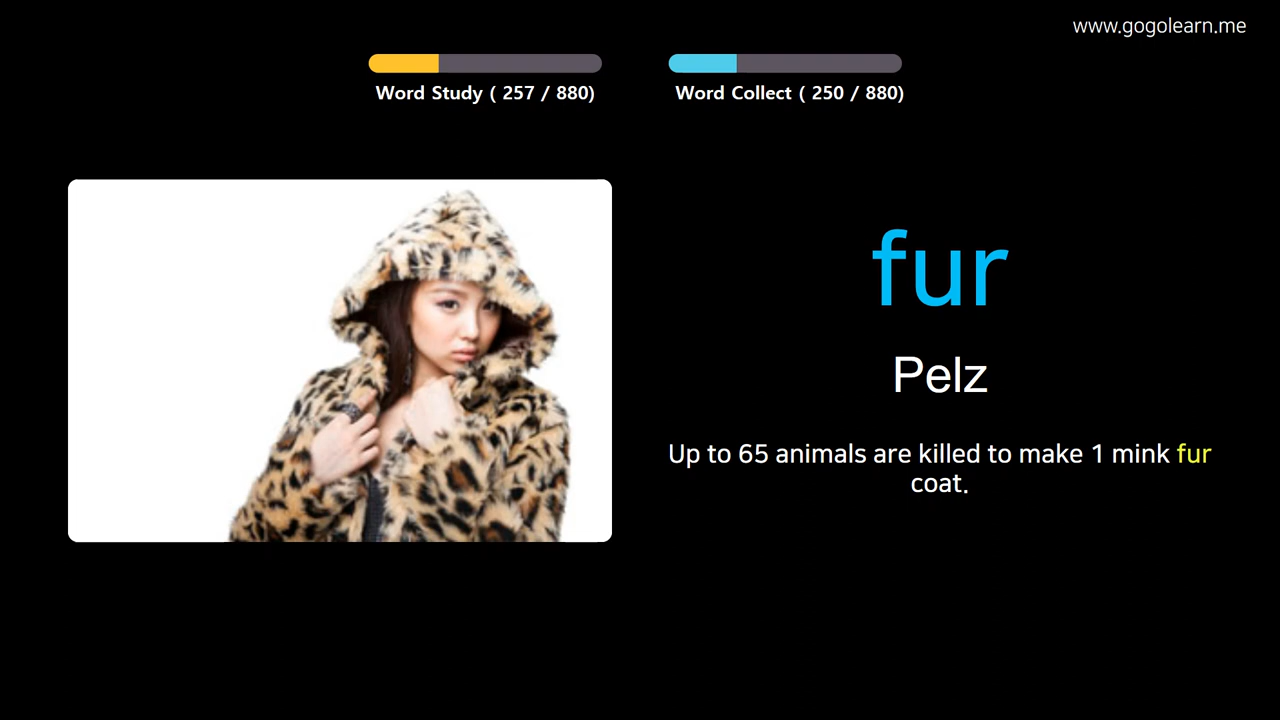 www.gogolearn.me
Word Study ( 257 / 880)
Word Collect ( 250 / 880)
fur
Pelz
Up to 65 animals are killed to make 1 mink fur
coat.